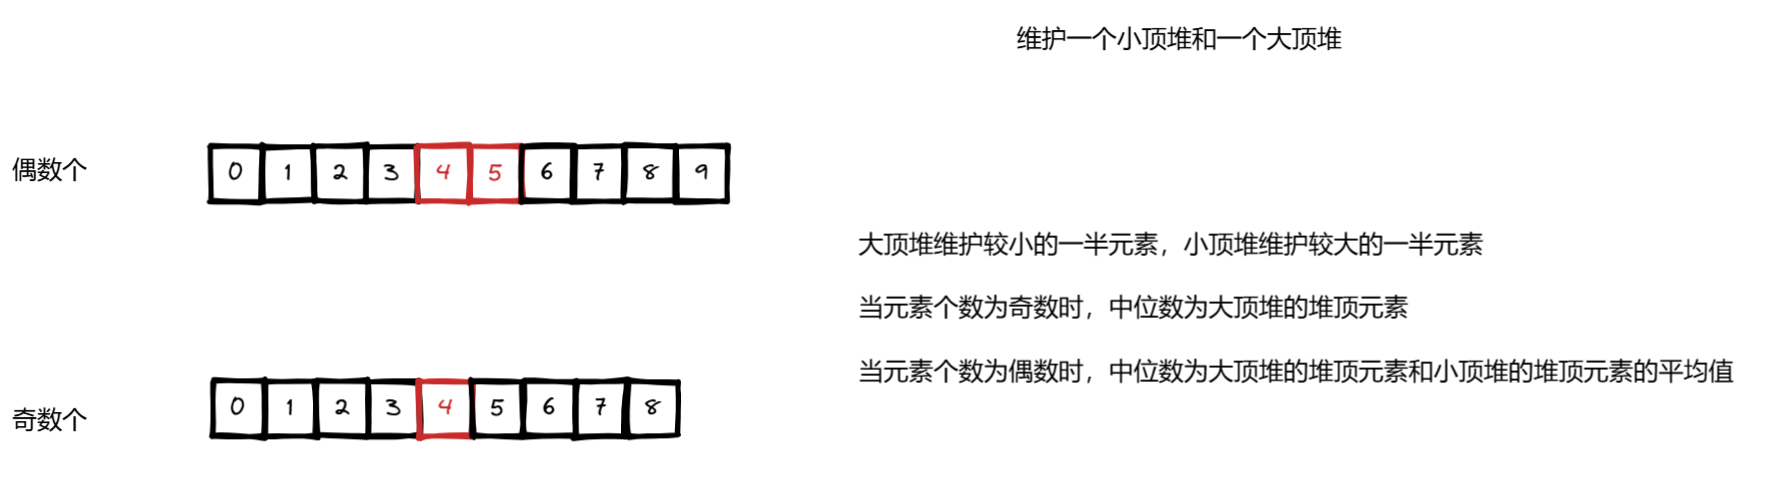 维护一个小顶堆和一个大顶堆
偶数个
0 1 2 3 4 5 6 7 8 9
大顶堆维护较小的一半元素，小顶堆维护较大的一半元素
当元素个数为奇数时，中位数为大顶堆的堆顶元素
当元素个数为偶数时，中位数为大顶堆的堆顶元素和小顶堆的堆顶元素的平均值
奇数个
0 1 2 3 4 5 6 7 8